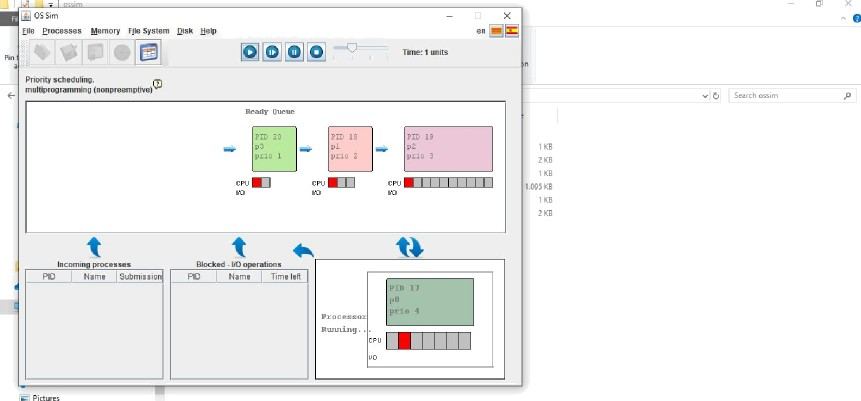 ossim
OS Sim
File Processes Memory File System Disk Help
en
Time: 1 units
Priority scheduling.
multiprogramming (nonpreemptive)
Ready Queue
PID 20
p3
prio 1
CPU
I/O
PID 18
p1
prio 2
CPU
I/O
PID 19
p2
prio 3
CPU
I/O
Incoming processes
PID Name Submission
Blocked - I/O operations
PID Name Time left
Processor
Running...
PID 17
p0
prio 4
CPU
I/O
Search ossim
1 KB
2 KB
1 KB
1.095 KB
1 KB
2 KB
Pictures